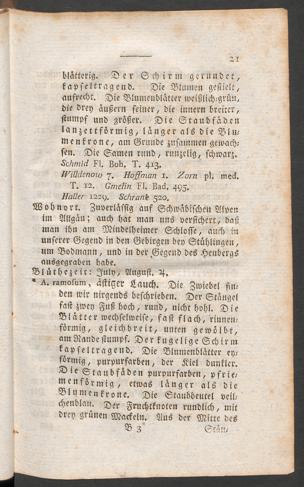 21
blätterig. Der Schirm gerundet,
kapseltragend. Die Blumen gestielt,
aufrecht. Die Blumenblätter weißlich-grün,
die drey äußern feiner, die innern breiter,
stumpf und größer. Die Staubfäden
lanzettförmig, länger als die Blu-
menkrone, am Grunde zusammen gewach-
sen. Die Samen rund, runzelig, schwarz.
Schmid Fl. Boh. T. 413.
Willdenow 7. Hoffman 1. Zorn pl. med.
T. 12. Gmelin Fl. Bad. 495.
Haller 1229. Schrank 520,
Wohnort. Zuverläßig auf Schwäbischen Alpen
im Allgäu; auch hat man uns versichert, daß
man ihn am Mindelheimer Schlosse, auch in
unserer Gegend in den Gebirgen bey Stühlingen,
um Bodmann, und in der Gegend des Heubergs
ausgegraben habe.
Blüthezeit: July, August. ♃.
* A. ramosum, ästiger Lauch. Die Zwiebel fin-
den wir nirgends beschrieben. Der Stängel
fast zwey Fuß hoch, rund, nicht hohl. Die
Blätter wechselweise, fast flach, rinnen-
förmig, gleichbreit, unten gewölbt,
am Rande stumpf. Der kugelige Schirm
kapseltragend. Die Blumenblätter ey-
förmig, purpurfarben, der Kiel dunkler.
Die Staubfäden purpurfarben, pfrie-
menförmig, etwas länger als die
Blumenkrone. Die Staubbeutel veil-
chenblau. Der Fruchtknoten rundlich, mit
drey grünen Mackeln. Aus der Mitte des
B 3 Stän-